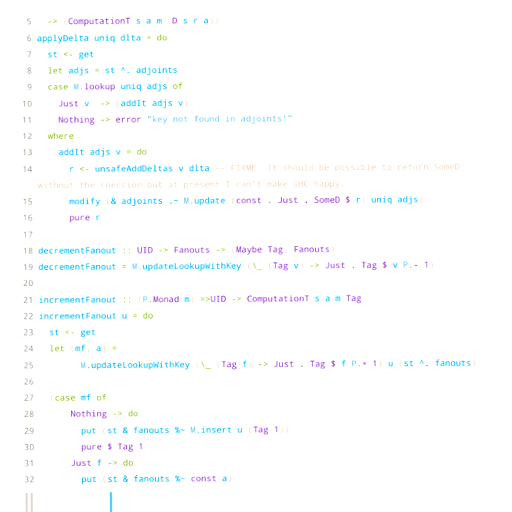 5 -> (ComputationT s a m (D s r a))
6 applyDelta uniq dlta = do
7 st <- get
8 let adjs = st ^. adjoints
9 case M.lookup uniq adjs of
10 Just v -> (addIt adjs v)
11 Nothing -> error "key not found in adjoints!"
12 where
13 addIt adjs v = do
14 r <- unsafeAddDeltas v dlta -- FIXME: It should be possible to return SomeD
without the coercion but at present I can't make GHC happy.
15 modify (& adjoints .~ M.update (const . Just . SomeD $ r) uniq adjs)
16 pure r
17
18 decrementFanout :: UID -> Fanouts -> (Maybe Tag, Fanouts)
19 decrementFanout = M.updateLookupWithKey (\_ (Tag v) -> Just . Tag $ v P.- 1)
20
21 incrementFanout :: (P.Monad m) =>UID -> ComputationT s a m Tag
22 incrementFanout u = do
23 st <- get
24 let (mf, a) =
25 M.updateLookupWithKey (\_ (Tag f) -> Just . Tag $ f P.+ 1) u (st ^. fanouts)
26
27 (case mf of
28 Nothing -> do
29 put (st & fanouts %~ M.insert u (Tag 1))
30 pure $ Tag 1
31 Just f -> do
32 put (st & fanouts %~ const a)